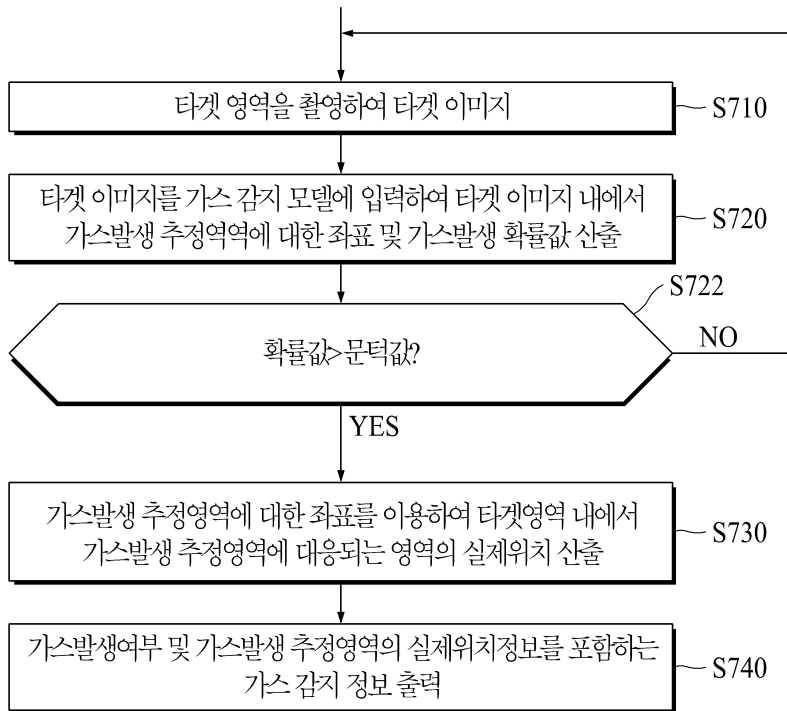 타겟 영역을 촬영하여 타겟 이미지
S710
타겟 이미지를 가스 감지 모델에 입력하여 타겟 이미지 내에서
가스발생 추정역역에 대한 좌표 및 가스발생 확률값 산출
S720
S722
확률값>문턱값?
NO
YES
가스발생 추정영역에 대한 좌표를 이용하여 타겟영역 내에서
가스발생 추정영역에 대응되는 영역의 실제위치 산출
S730
가스발생여부 및 가스발생 추정영역의 실제위치정보를 포함하는
가스 감지 정보 출력
S740